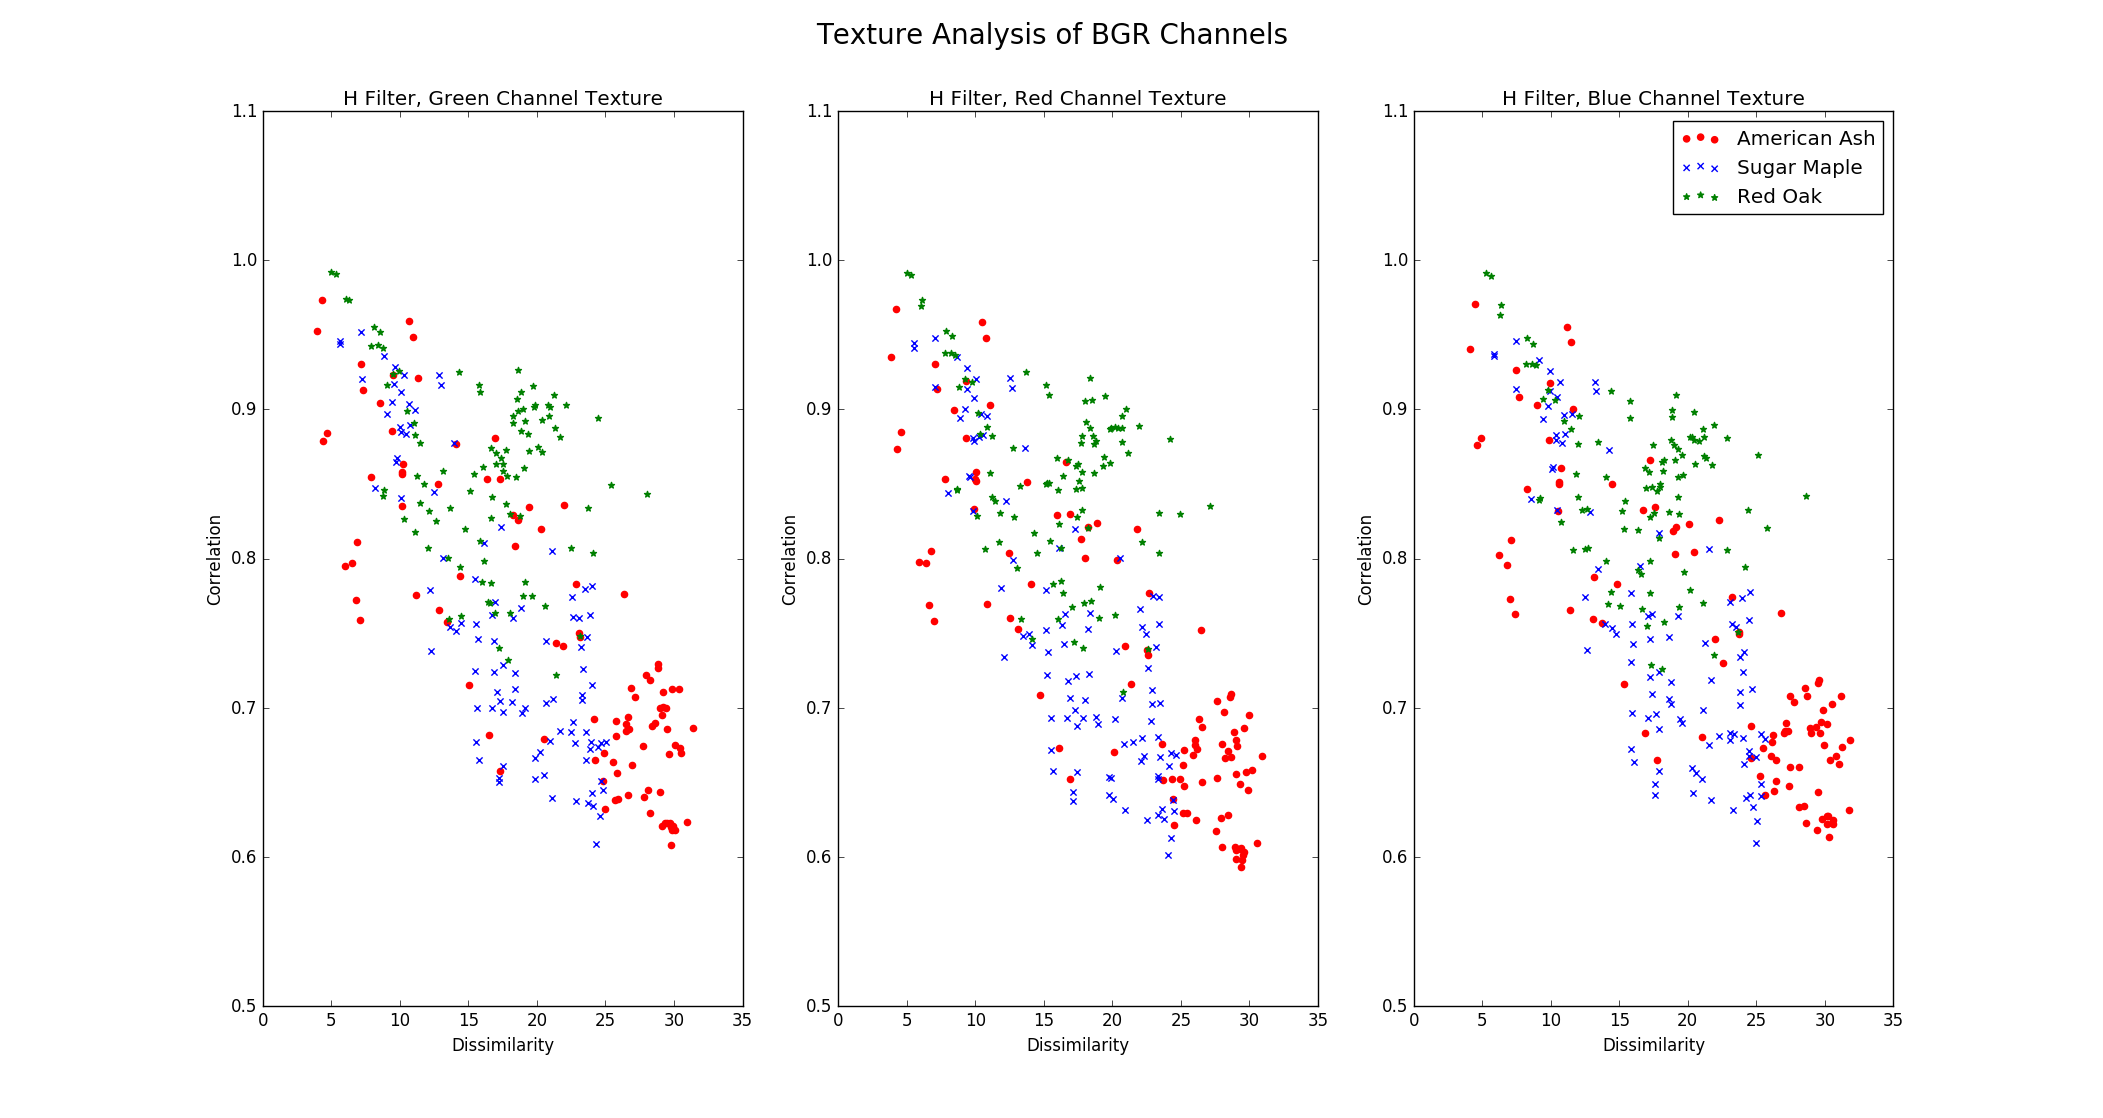 Texture Analysis of BGR Channels
H Filter, Green Channel Texture
1.1
1.0
0.9
0.8
0.7
0.6
0.5
Correlation
0 5 10 15 20 25 30 35
Dissimilarity
H Filter, Red Channel Texture
1.1
1.0
0.9
0.8
0.7
0.6
0.5
Correlation
0 5 10 15 20 25 30 35
Dissimilarity
H Filter, Blue Channel Texture
1.1
1.0
0.9
0.8
0.7
0.6
0.5
Correlation
0 5 10 15 20 25 30 35
Dissimilarity
American Ash
Sugar Maple
Red Oak